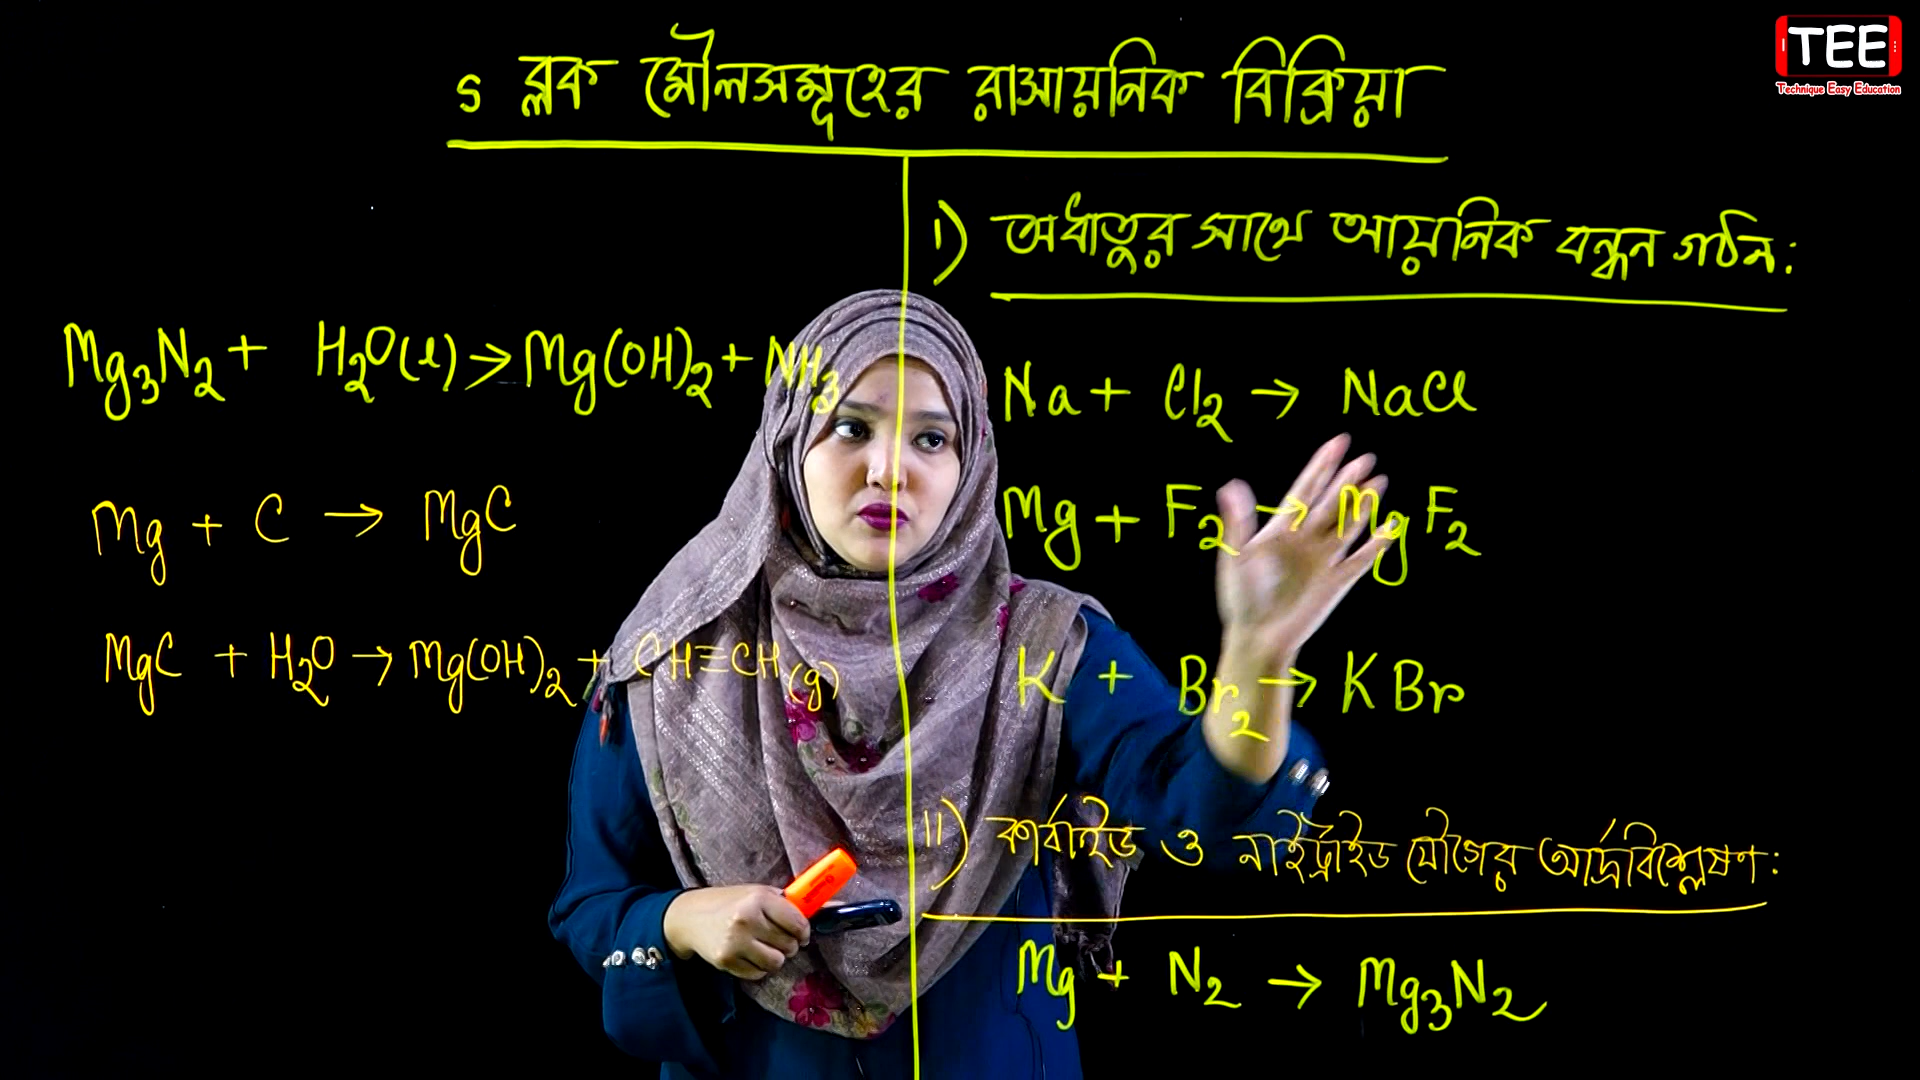 TEE
Technique Easy Education
s ব্লক মৌলসমূহের রাসায়নিক বিক্রিয়া
Mg₃N₂ + H₂O(l) → Mg(OH)₂ + NH₃
Mg + C → MgC
MgC + H₂O → Mg(OH)₂ + CH≡CH(g)
i) অধাতুর সাথে আয়নিক বন্ধন গঠন:
Na + Cl₂ → NaCl
Mg + F₂ → MgF₂
K + Br₂ → KBr
ii) কার্বাইড ও নাইট্রাইড যৌগের আর্দ্রবিশ্লেষণ:
Mg + N₂ → Mg₃N₂